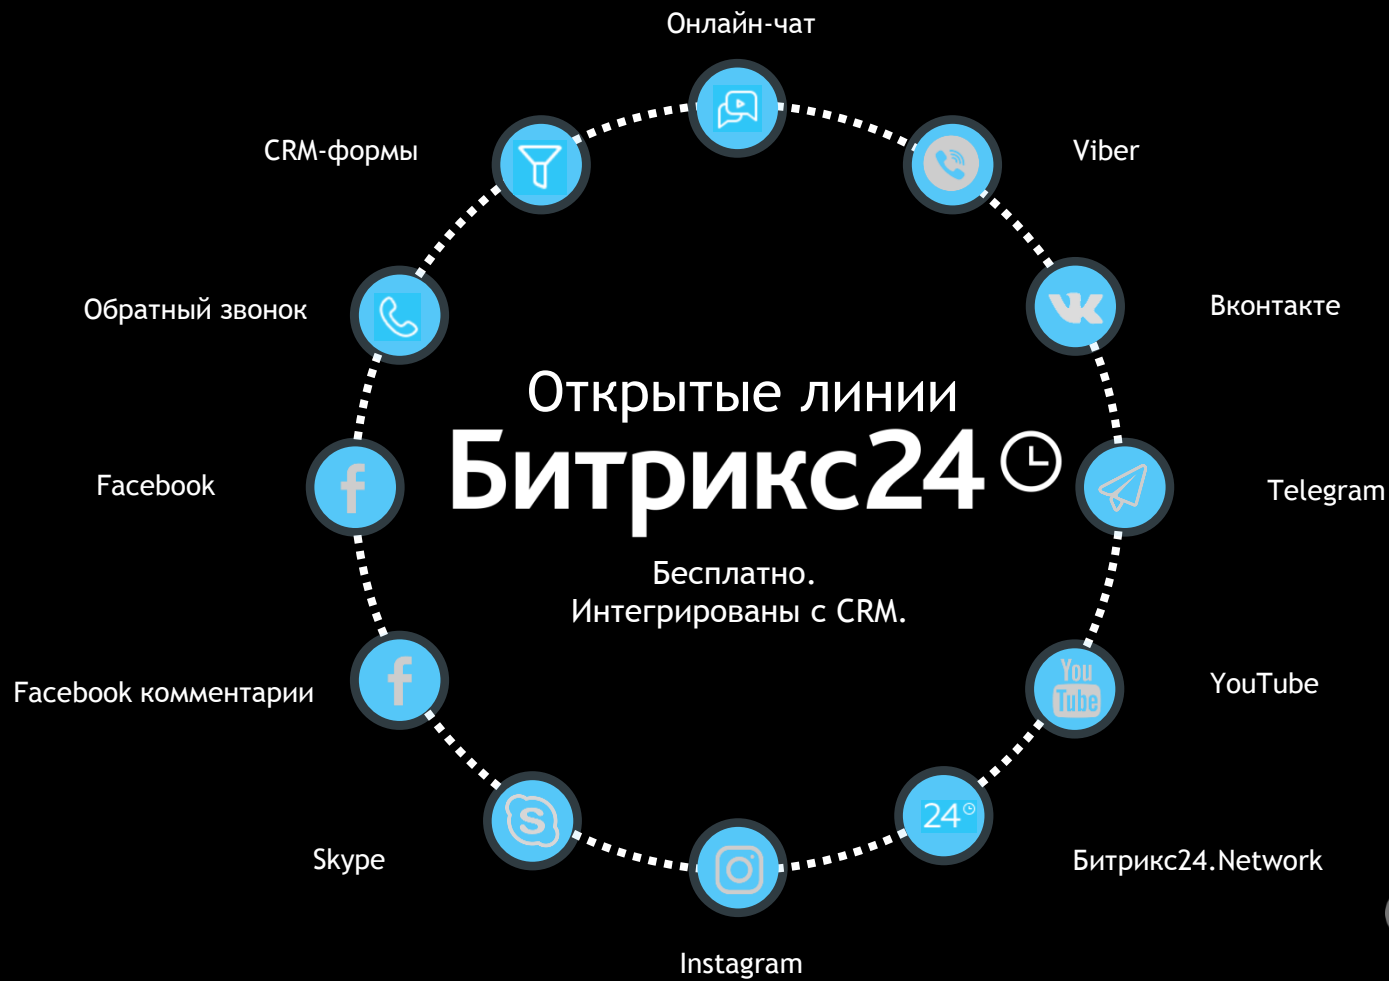 Онлайн-чат
CRM-формы
Viber
Обратный звонок
Вконтакте
Открытые линии
Битрикс24
Facebook
Telegram
Бесплатно.
Интегрированы с CRM.
Facebook комментарии
You
Tube
YouTube
24
Skype
Битрикс24.Network
Instagram